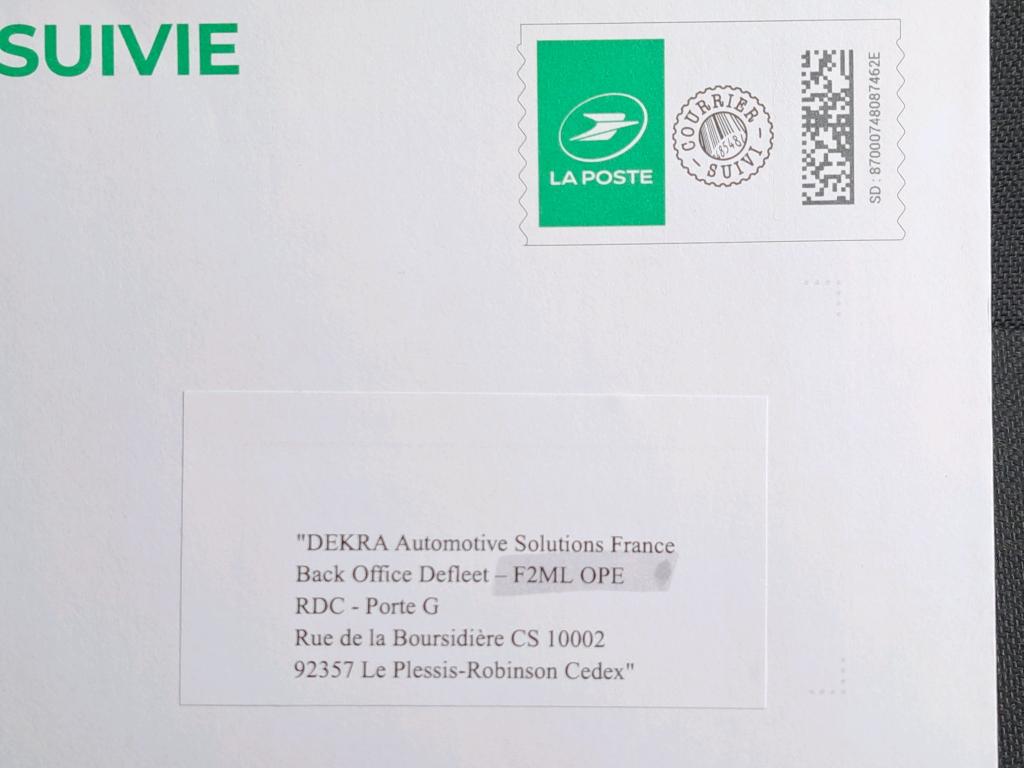 SUIVIE
LA POSTE
COURRIER
SUIVI
SD : 87000748087462E
"DEKRA Automotive Solutions France
Back Office Defleet – F2ML OPE
RDC - Porte G
Rue de la Boursidière CS 10002
92357 Le Plessis-Robinson Cedex"